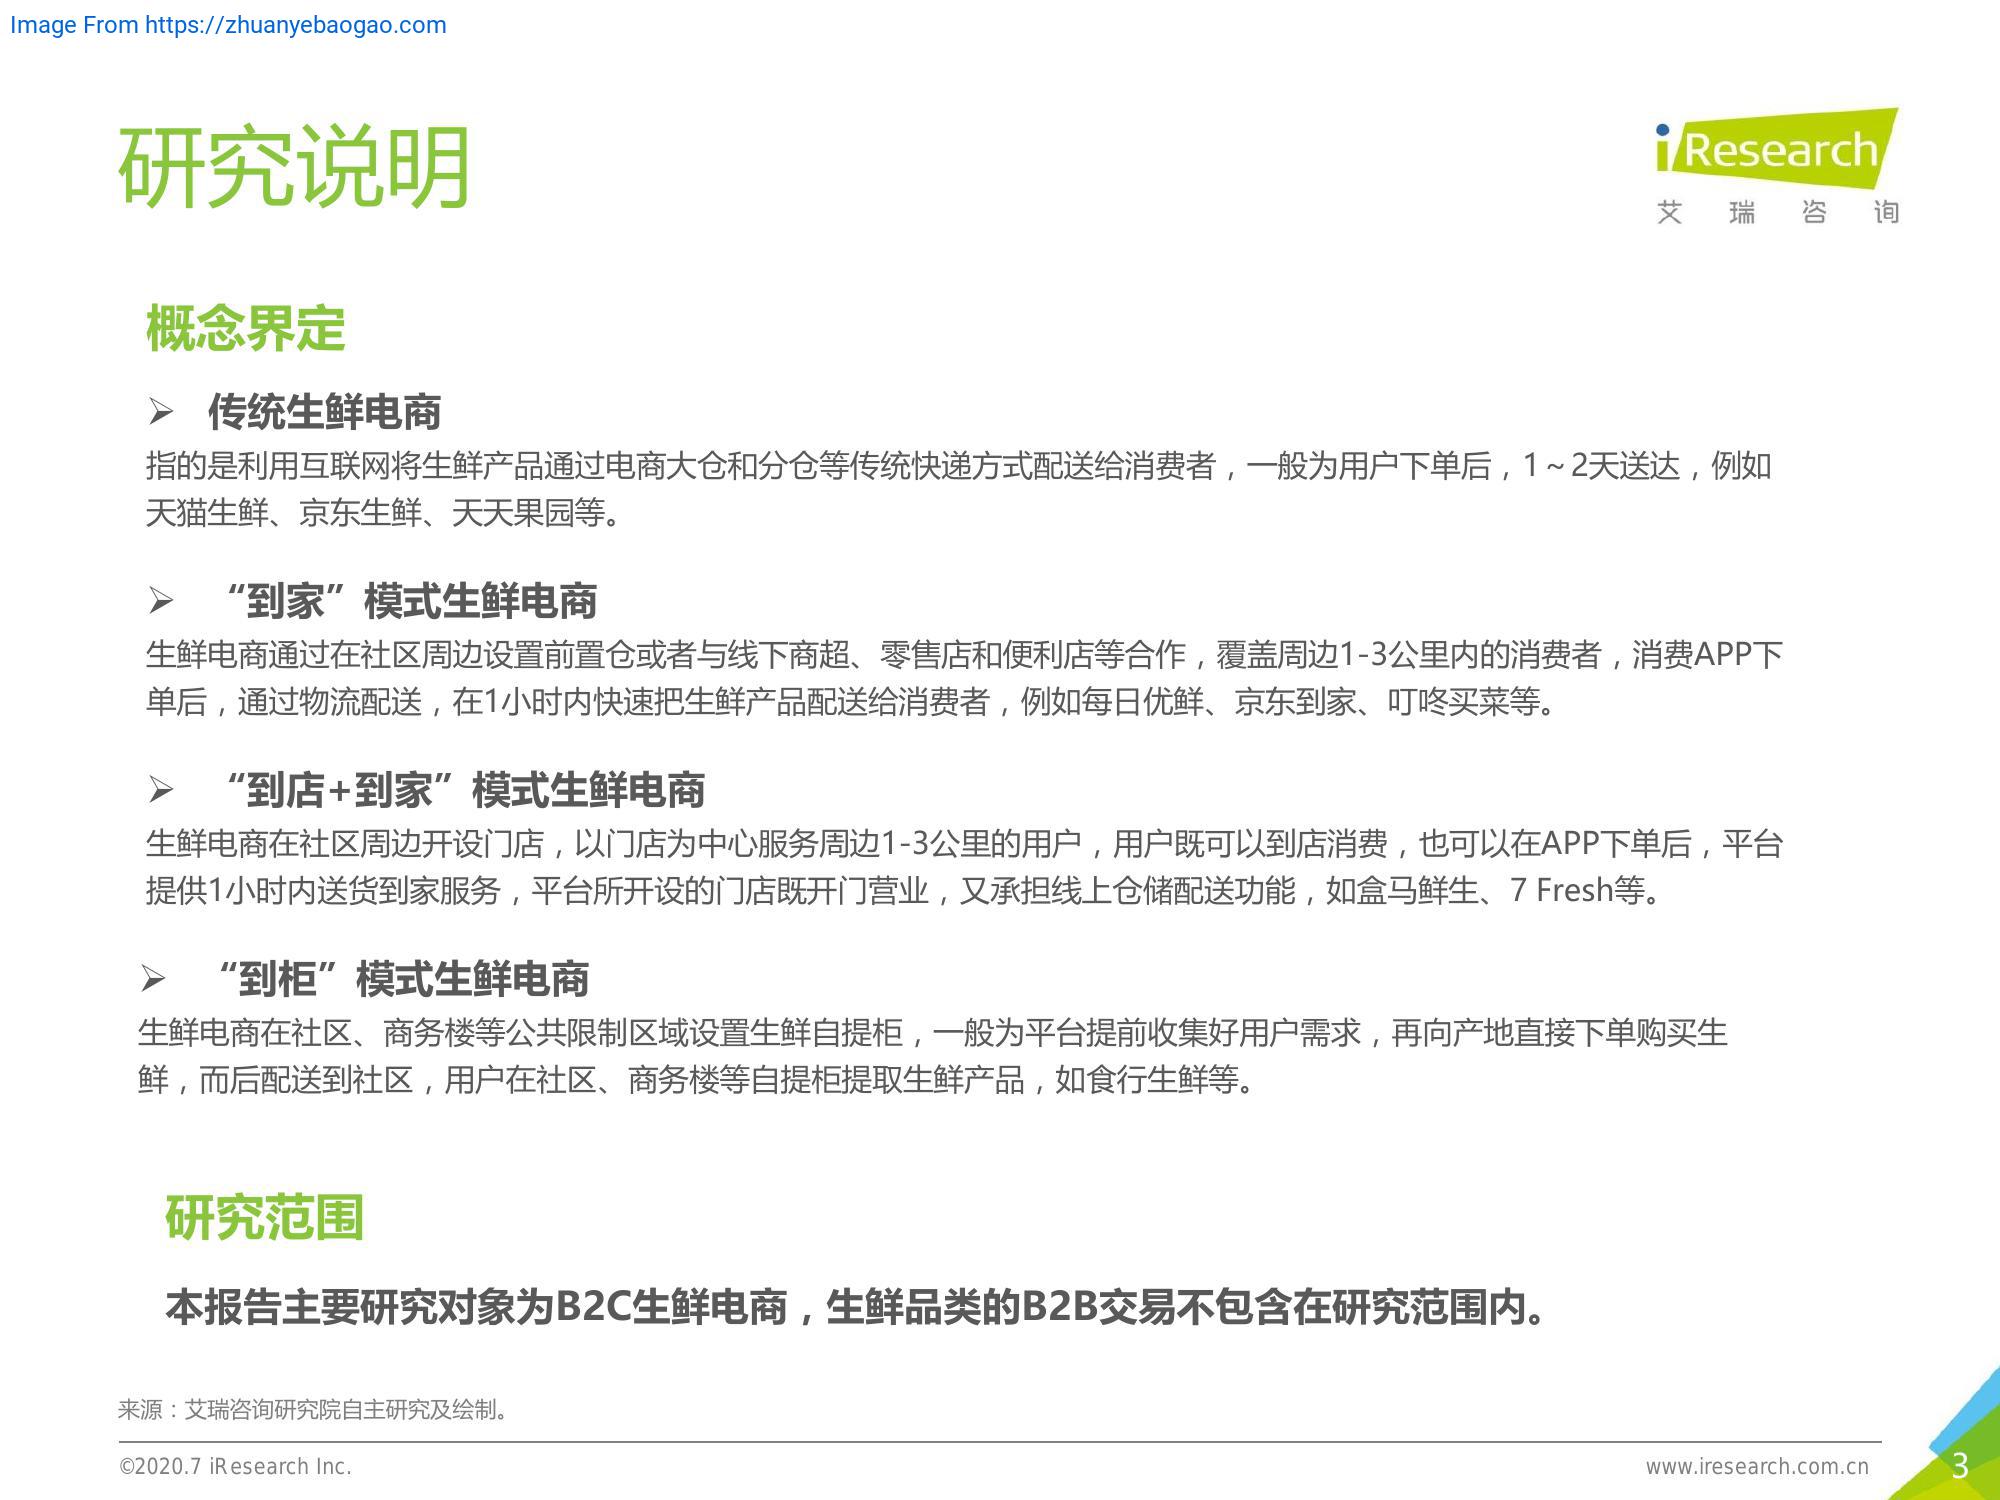 Image From https://zhuanyebaogao.com
研究说明
iResearch
艾瑞咨询
概念界定
➢ 传统生鲜电商
指的是利用互联网将生鲜产品通过电商大仓和分仓等传统快递方式配送给消费者，一般为用户下单后，1～2天送达，例如
天猫生鲜、京东生鲜、天天果园等。
➢ “到家”模式生鲜电商
生鲜电商通过在社区周边设置前置仓或者与线下商超、零售店和便利店等合作，覆盖周边1-3公里内的消费者，消费APP下
单后，通过物流配送，在1小时内快速把生鲜产品配送给消费者，例如每日优鲜、京东到家、叮咚买菜等。
➢ “到店+到家”模式生鲜电商
生鲜电商在社区周边开设门店，以门店为中心服务周边1-3公里的用户，用户既可以到店消费，也可以在APP下单后，平台
提供1小时内送货到家服务，平台所开设的门店既开门营业，又承担线上仓储配送功能，如盒马鲜生、7 Fresh等。
➢ “到柜”模式生鲜电商
生鲜电商在社区、商务楼等公共限制区域设置生鲜自提柜，一般为平台提前收集好用户需求，再向产地直接下单购买生
鲜，而后配送到社区，用户在社区、商务楼等自提柜提取生鲜产品，如食行生鲜等。
研究范围
本报告主要研究对象为B2C生鲜电商，生鲜品类的B2B交易不包含在研究范围内。
来源：艾瑞咨询研究院自主研究及绘制。
©2020.7 iResearch Inc.
www.iresearch.com.cn
3